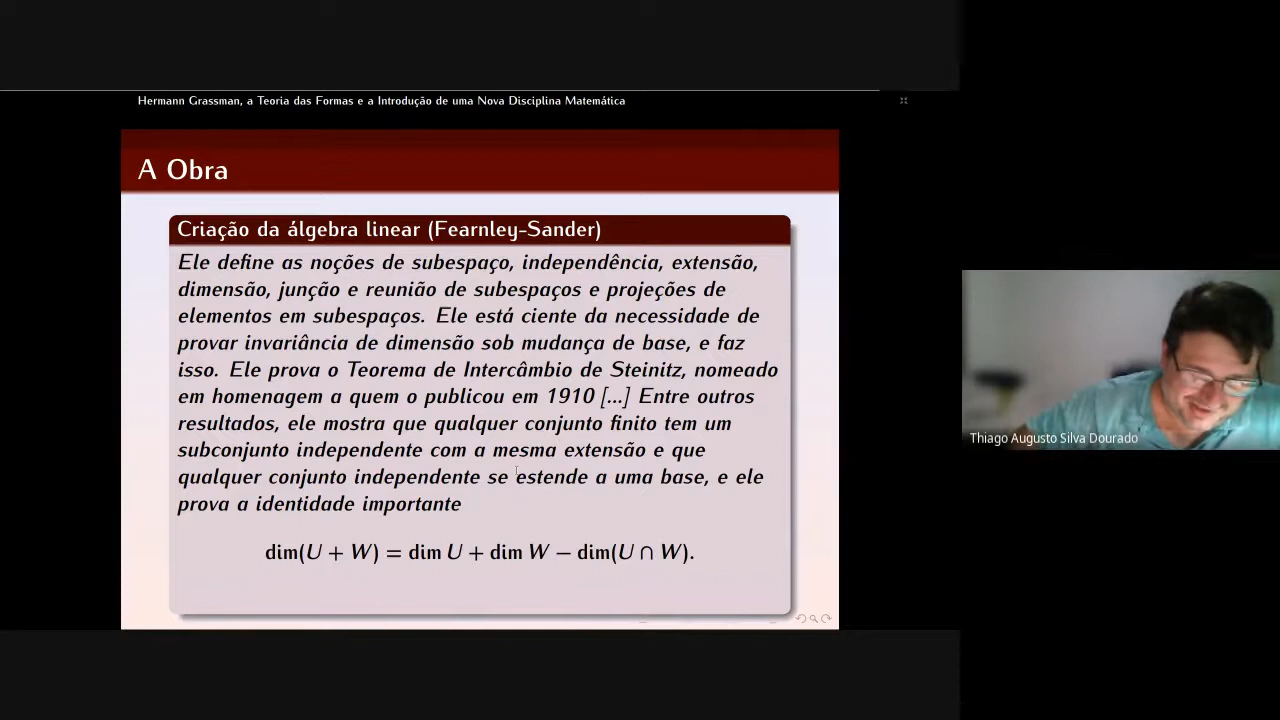 Hermann Grassman, a Teoria das Formas e a Introdução de uma Nova Disciplina Matemática
A Obra
Criação da álgebra linear (Fearnley-Sander)
Ele define as noções de subespaço, independência, extensão,
dimensão, junção e reunião de subespaços e projeções de
elementos em subespaços. Ele está ciente da necessidade de
provar invariância de dimensão sob mudança de base, e faz
isso. Ele prova o Teorema de Intercâmbio de Steinitz, nomeado
em homenagem a quem o publicou em 1910 [...] Entre outros
resultados, ele mostra que qualquer conjunto finito tem um
subconjunto independente com a mesma extensão e que
qualquer conjunto independente se estende a uma base, e ele
prova a identidade importante
dim(U + W) = dim U + dim W − dim(U ∩ W).
Thiago Augusto Silva Dourado